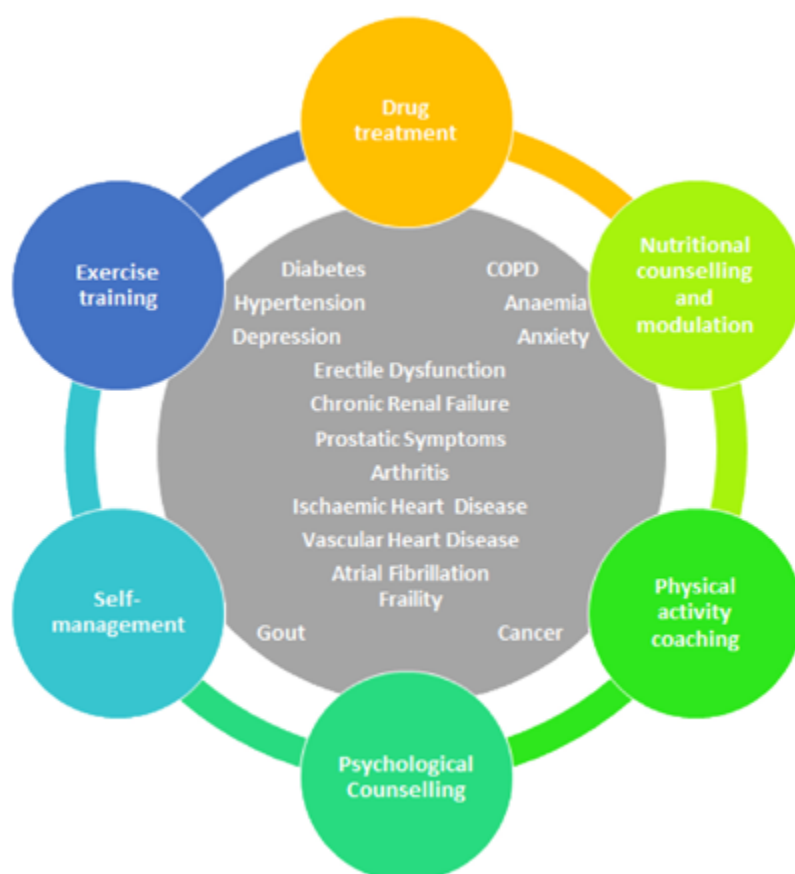 Drug
treatment
Exercise
training
Nutritional
counselling
and
modulation
Diabetes
COPD
Hypertension
Anaemia
Depression
Anxiety
Erectile Dysfunction
Chronic Renal Failure
Prostatic Symptoms
Arthritis
Ischaemic Heart Disease
Vascular Heart Disease
Atrial Fibrillation
Fraility
Gout
Cancer
Self-
management
Physical
activity
coaching
Psychological
Counselling